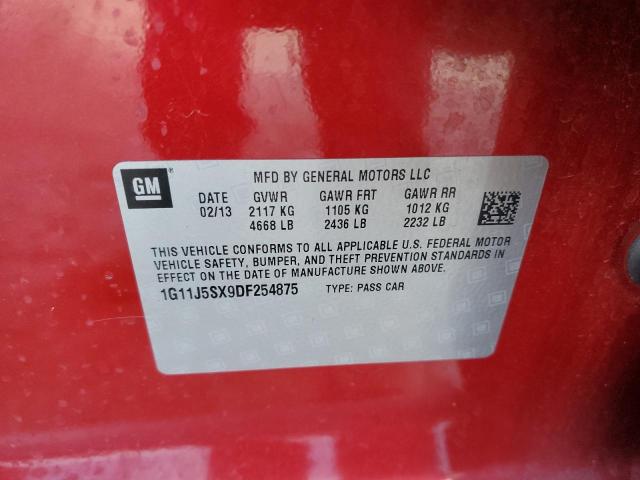 GM
MFD BY GENERAL MOTORS LLC
DATE GVWR GAWR FRT GAWR RR
02/13 2117 KG 1105 KG 1012 KG
4668 LB 2436 LB 2232 LB
THIS VEHICLE CONFORMS TO ALL APPLICABLE U.S. FEDERAL MOTOR
VEHICLE SAFETY, BUMPER, AND THEFT PREVENTION STANDARDS IN
EFFECT ON THE DATE OF MANUFACTURE SHOWN ABOVE.
1G11J5SX9DF254875 TYPE: PASS CAR